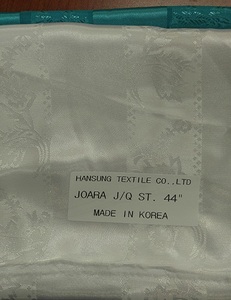 HANSUNG TEXTILE CO.,LTD
JOARA J/Q ST. 44"
MADE IN KOREA